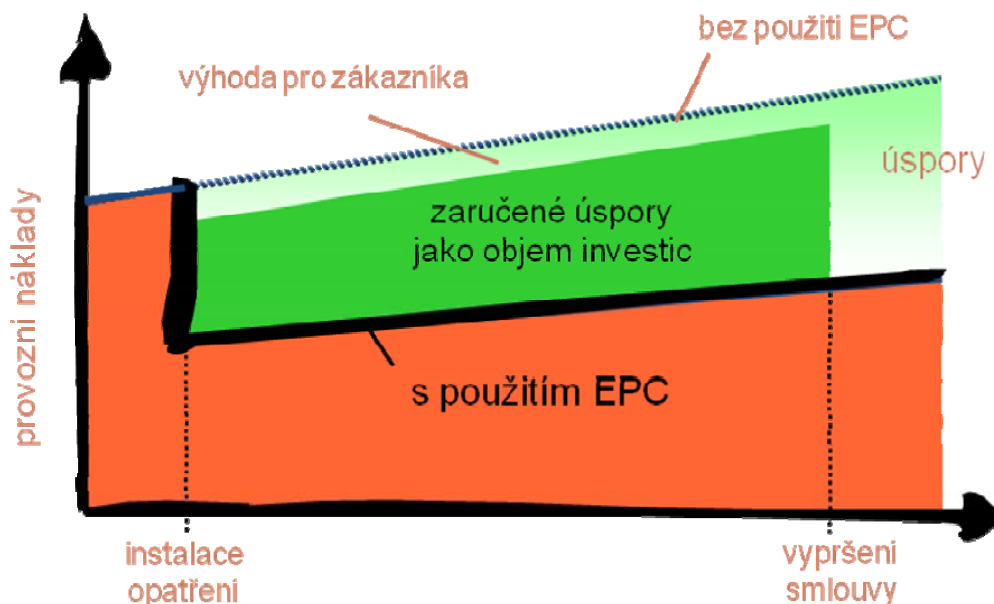 bez použiti EPC
výhoda pro zákazníka
úspory
zaručené úspory
jako objem investic
provozni náklady
s použitím EPC
instalace
opatření
vypršeni
smlouvy